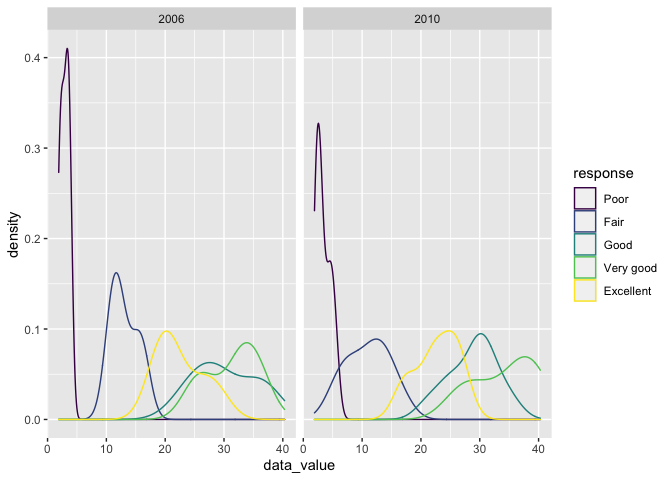 2006 2010
0.4
0.3
0.2
0.1
0.0
density
0 10 20 30 40 0 10 20 30 40
data_value
response
Poor
Fair
Good
Very good
Excellent